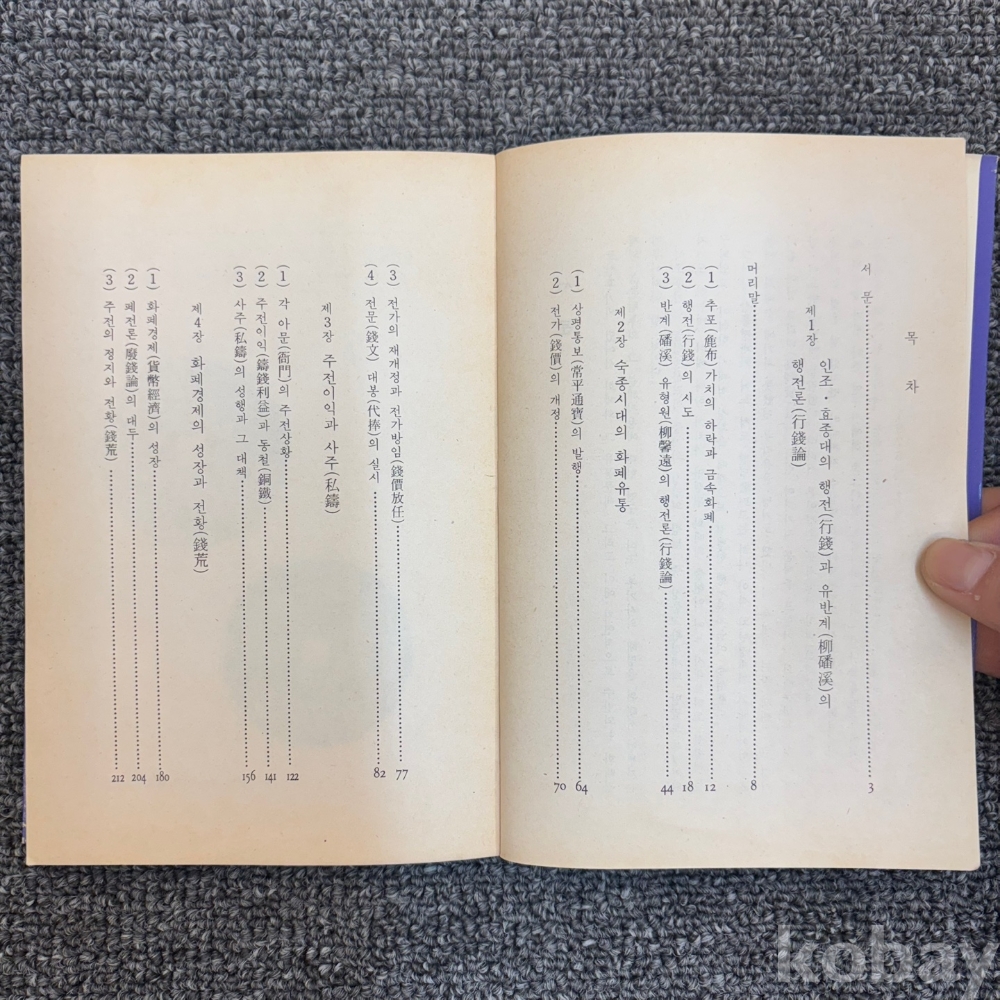 목 차
서 문 3
제1장 인조·효종대의 행전(行錢)과 유반계(柳磻溪)의
행전론(行錢論)
머리말 8
(1) 추포(麁布)가치의 하락과 금속화폐 12
(2) 행전(行錢)의 시도 18
(3) 반계(磻溪) 유형원(柳馨遠)의 행전론(行錢論) 44
제2장 숙종시대의 화폐유통
(1) 상평통보(常平通寶)의 발행 64
(2) 전가(錢價)의 개정 70
(3) 전가의 재개정과 전가방임(錢價放任) 77
(4) 전문(錢文) 대봉(代捧)의 실시 82
제3장 주전이익과 사주(私鑄)
(1) 각 아문(衙門)의 주전상황 122
(2) 주전이익(鑄錢利益)과 동철(銅鐵) 141
(3) 사주(私鑄)의 성행과 그 대책 156
제4장 화폐경제의 성장과 전황(錢荒)
(1) 화폐경제(貨幣經濟)의 성장 180
(2) 폐전론(廢錢論)의 대두 204
(3) 주전의 정지와 전황(錢荒) 212
kobay